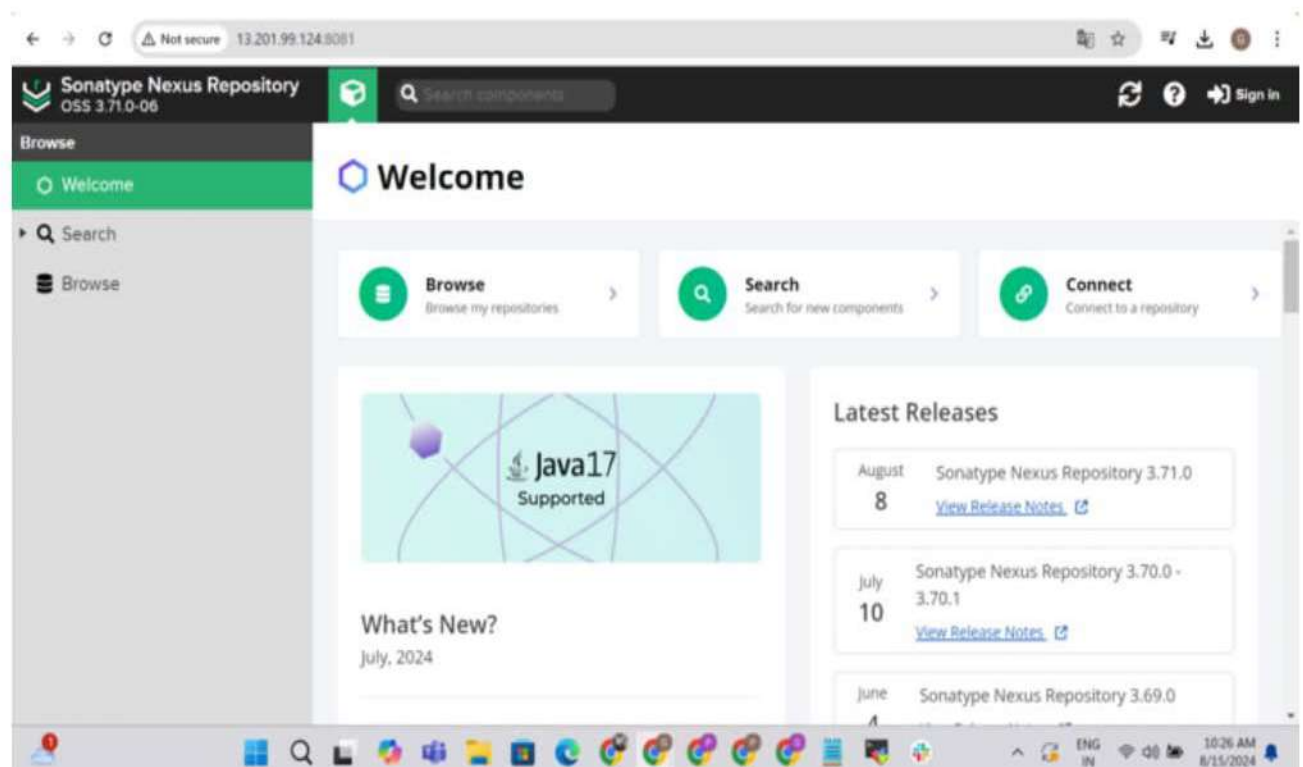 Not secure 13.201.99.124:8081
Sonatype Nexus Repository
OSS 3.71.0-06
Search components
Sign in
Browse
Welcome
Search
Browse
Welcome
Browse
Browse my repositories
Search
Search for new components
Connect
Connect to a repository
Java17
Supported
What's New?
July, 2024
Latest Releases
August
8
Sonatype Nexus Repository 3.71.0
View Release Notes
July
10
Sonatype Nexus Repository 3.70.0 -
3.70.1
View Release Notes
June
4
Sonatype Nexus Repository 3.69.0
ENG
IN
10:26 AM
8/15/2024